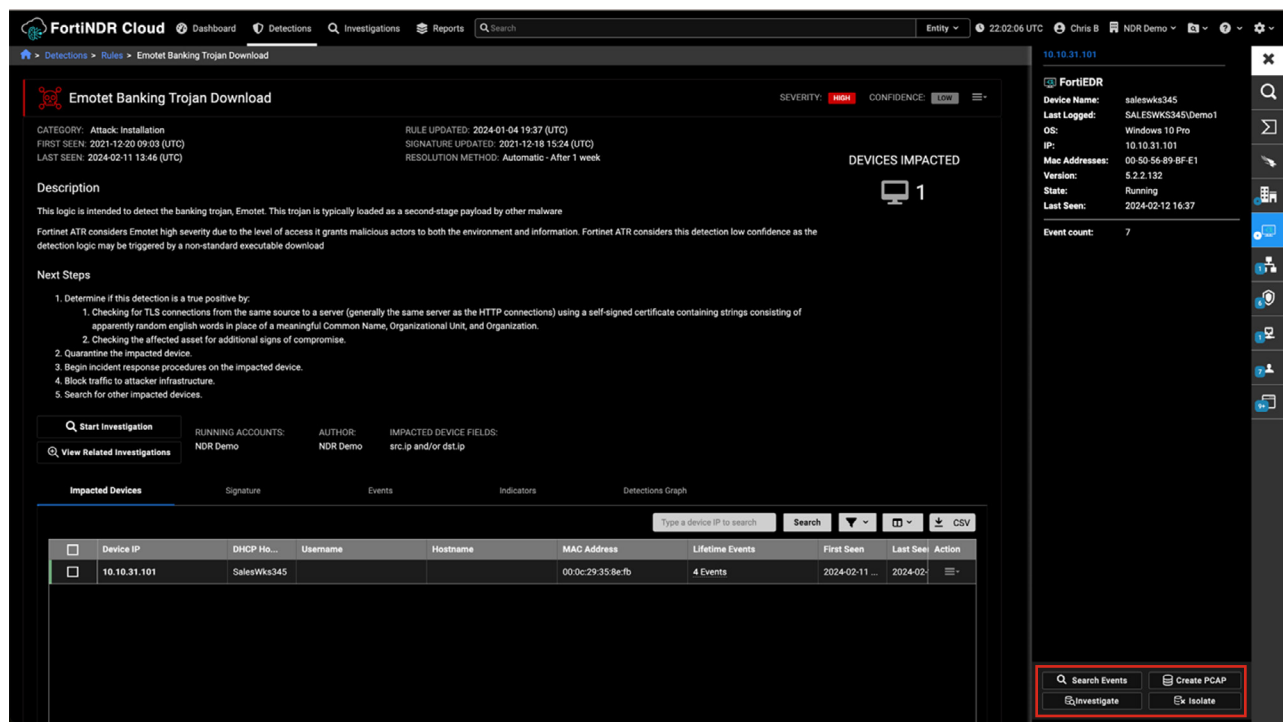 FortiNDR Cloud Dashboard Detections Investigations Reports Search Entity 22:02:06 UTC Chris B NDR Demo
> Detections > Rules > Emotet Banking Trojan Download
Emotet Banking Trojan Download SEVERITY: HIGH CONFIDENCE: LOW
CATEGORY: Attack: Installation
FIRST SEEN: 2021-12-20 09:03 (UTC)
LAST SEEN: 2024-02-11 13:46 (UTC)
RULE UPDATED: 2024-01-04 19:37 (UTC)
SIGNATURE UPDATED: 2021-12-18 15:24 (UTC)
RESOLUTION METHOD: Automatic - After 1 week
DEVICES IMPACTED
1
Description
This logic is intended to detect the banking trojan, Emotet. This trojan is typically loaded as a second-stage payload by other malware
Fortinet ATR considers Emotet high severity due to the level of access it grants malicious actors to both the environment and information. Fortinet ATR considers this detection low confidence as the
detection logic may be triggered by a non-standard executable download
Next Steps
1. Determine if this detection is a true positive by:
1. Checking for TLS connections from the same source to a server (generally the same server as the HTTP connections) using a self-signed certificate containing strings consisting of
apparently random english words in place of a meaningful Common Name, Organizational Unit, and Organization.
2. Checking the affected asset for additional signs of compromise.
2. Quarantine the impacted device.
3. Begin incident response procedures on the impacted device.
4. Block traffic to attacker infrastructure.
5. Search for other impacted devices.
Start Investigation
View Related Investigations
RUNNING ACCOUNTS: AUTHOR: IMPACTED DEVICE FIELDS:
NDR Demo NDR Demo src.ip and/or dst.ip
Impacted Devices Signature Events Indicators Detections Graph
Type a device IP to search Search CSV
Device IP DHCP Ho... Username Hostname MAC Address Lifetime Events First Seen Last See Action
10.10.31.101 SalesWks345 00:0c:29:35:8e:fb 4 Events 2024-02-11 ... 2024-02-
10.10.31.101
FortiEDR
Device Name: saleswks345
Last Logged: SALESWKS345\Demo1
OS: Windows 10 Pro
IP: 10.10.31.101
Mac Addresses: 00-50-56-89-BF-E1
Version: 5.2.2.132
State: Running
Last Seen: 2024-02-12 16:37
Event count: 7
Search Events Create PCAP
Investigate Isolate
1
6
1
7
9+